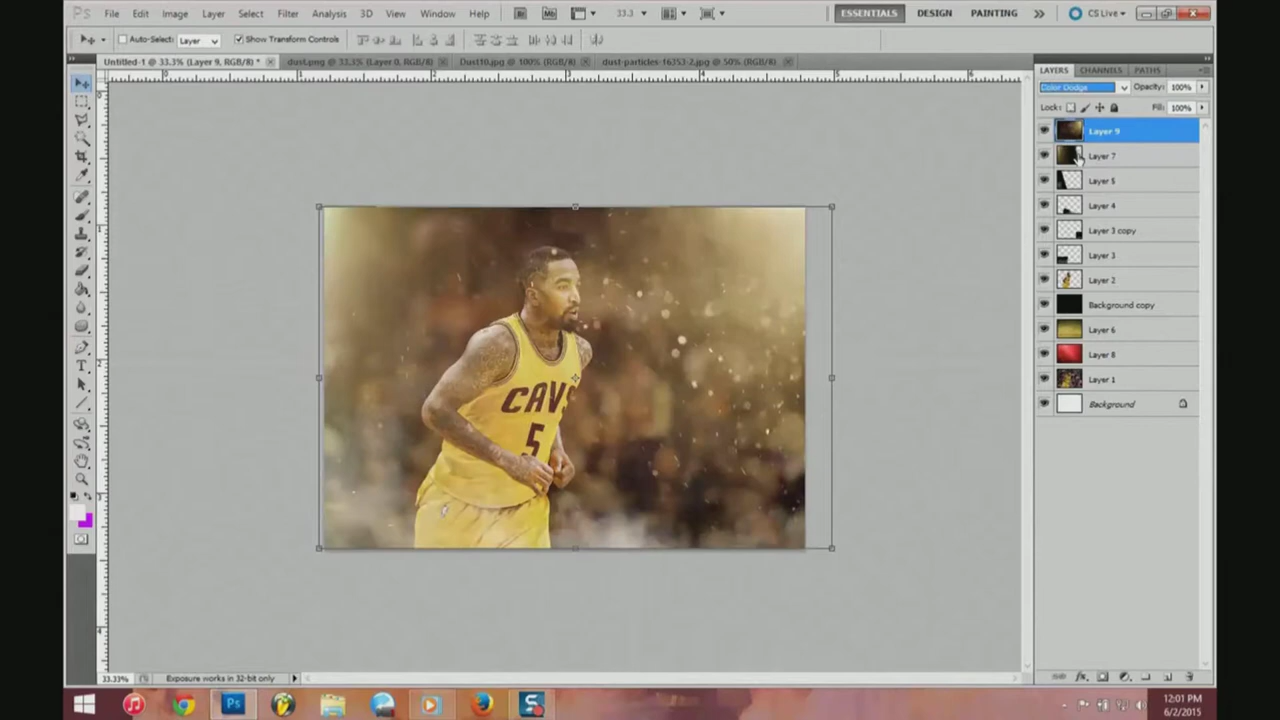 Ps File Edit Image Layer Select Filter Analysis 3D View Window Help Br Mb 33.3 ESSENTIALS DESIGN PAINTING CS Live
Auto-Select: Layer Show Transform Controls
Untitled-1 @ 33.3% (Layer 9, RGB/8) * dust.png @ 33.3% (Layer 0, RGB/8) Dust10.jpg @ 100% (RGB/8) dust-particles-16353-2.jpg @ 50% (RGB/8)
LAYERS CHANNELS PATHS
Color Dodge Opacity: 100%
Lock: Fill: 100%
Layer 9
Layer 7
Layer 5
Layer 4
Layer 3 copy
Layer 3
Layer 2
Background copy
Layer 6
Layer 8
Layer 1
Background
CAVS
5
33.33% Exposure works in 32-bit only
Ps
S
12:01 PM
6/2/2015